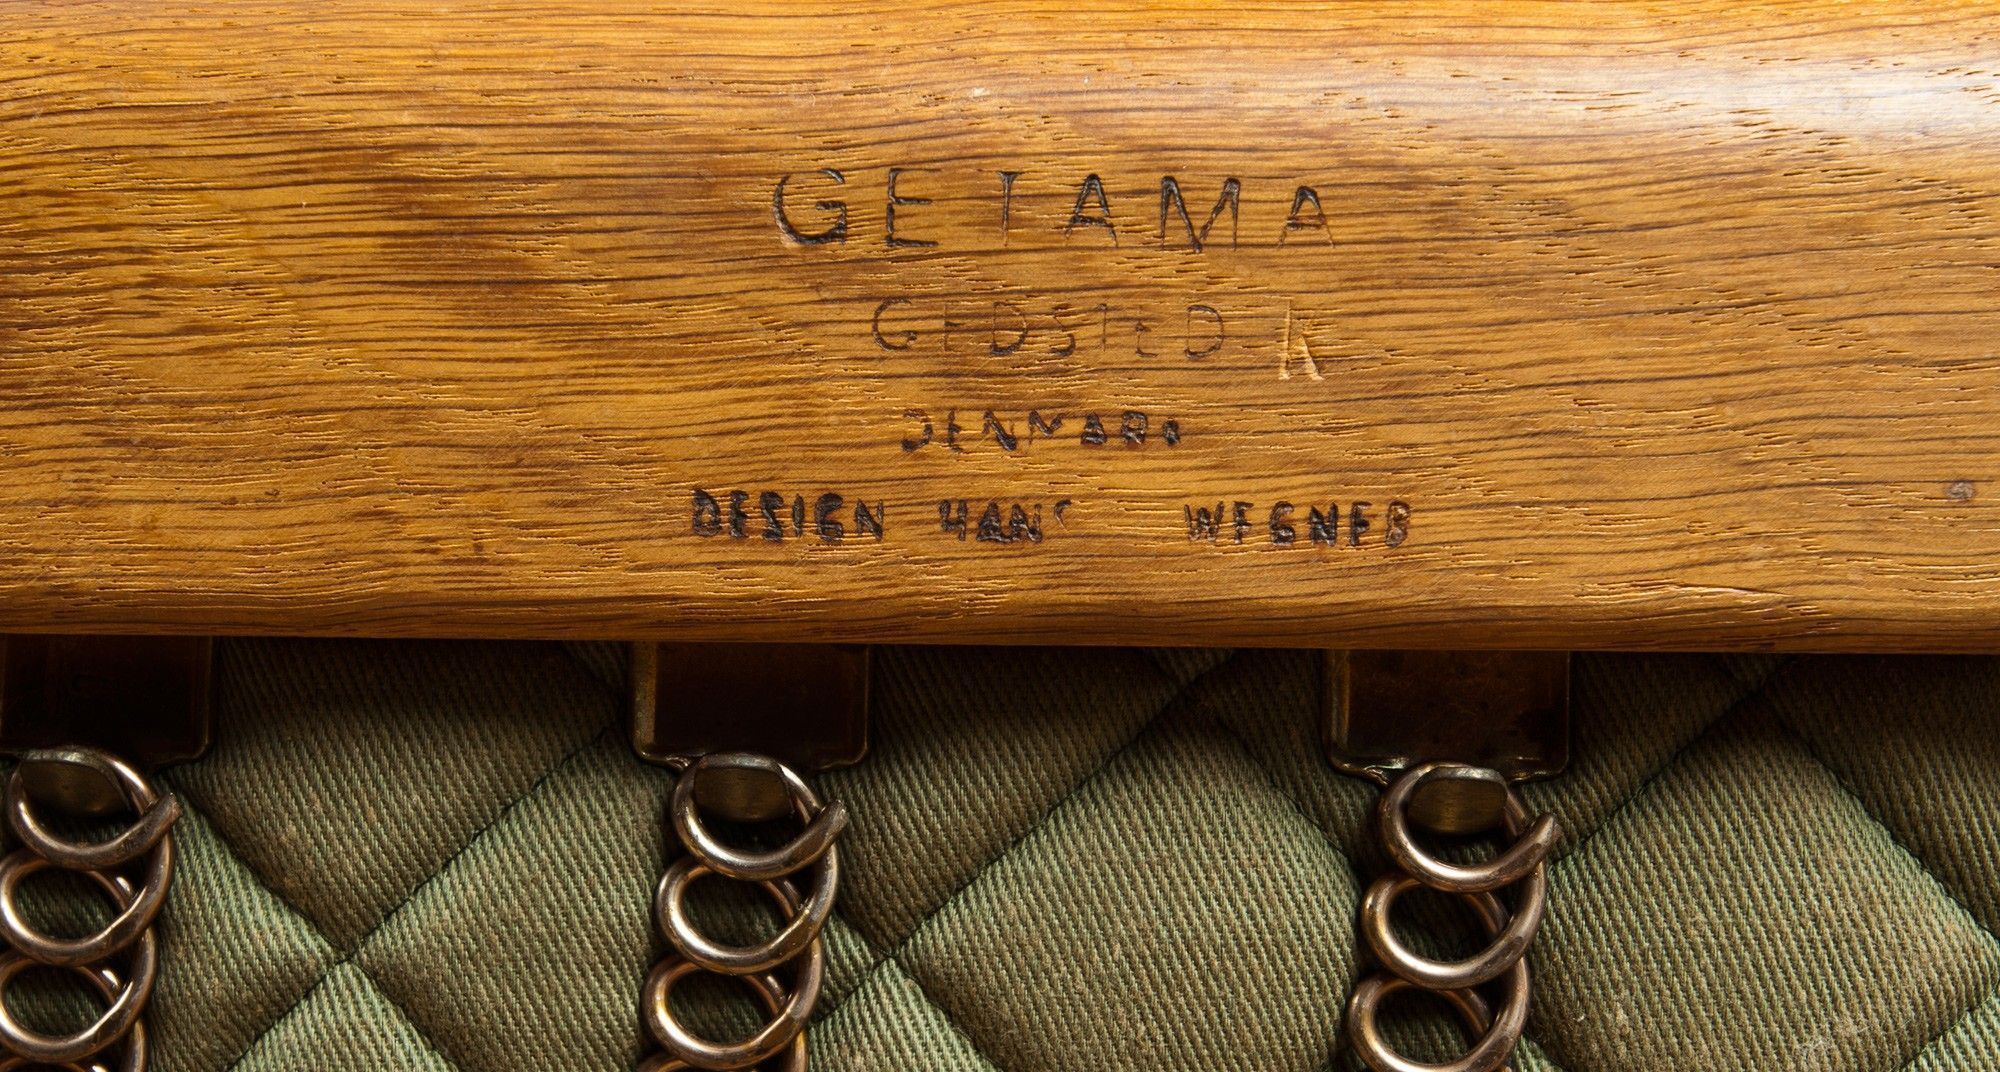 GETAMA
GEDSTED K
DENMARK
DESIGN HANS WEGNER